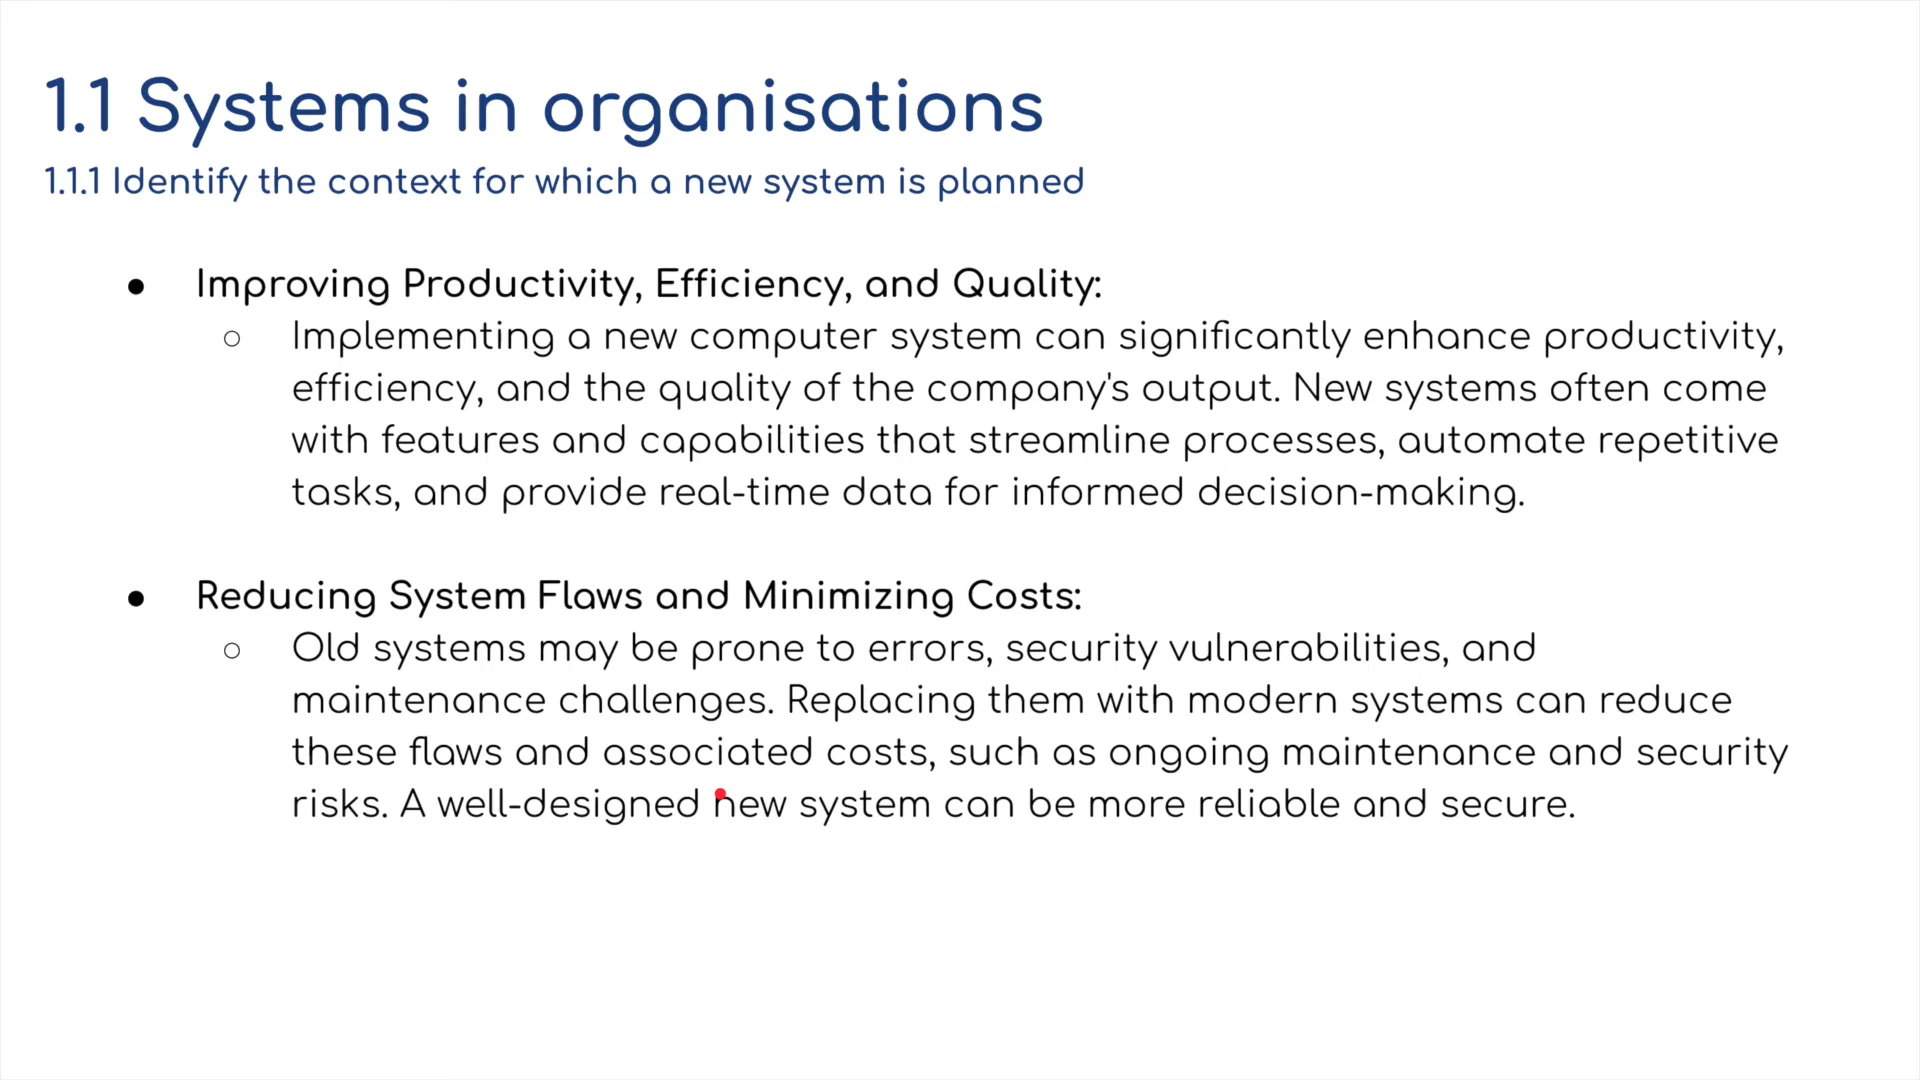 1.1 Systems in organisations
1.1.1 Identify the context for which a new system is planned
● Improving Productivity, Efficiency, and Quality:
○ Implementing a new computer system can significantly enhance productivity,
efficiency, and the quality of the company's output. New systems often come
with features and capabilities that streamline processes, automate repetitive
tasks, and provide real-time data for informed decision-making.
● Reducing System Flaws and Minimizing Costs:
○ Old systems may be prone to errors, security vulnerabilities, and
maintenance challenges. Replacing them with modern systems can reduce
these flaws and associated costs, such as ongoing maintenance and security
risks. A well-designed new system can be more reliable and secure.